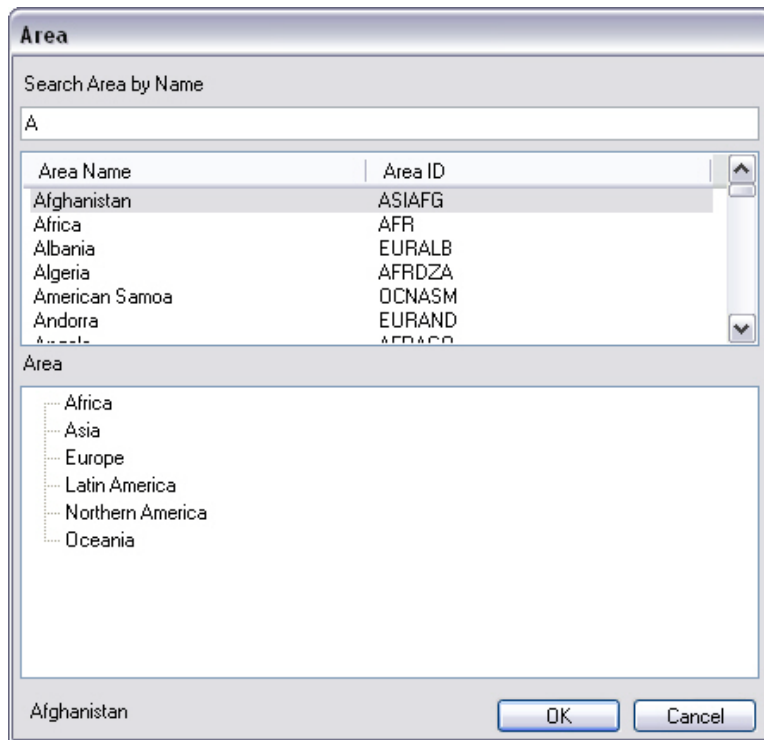 Area
Search Area by Name
A
Area Name Area ID
Afghanistan ASIAFG
Africa AFR
Albania EURALB
Algeria AFRDZA
American Samoa OCNASM
Andorra EURAND
Area
Africa
Asia
Europe
Latin America
Northern America
Oceania
Afghanistan
OK Cancel